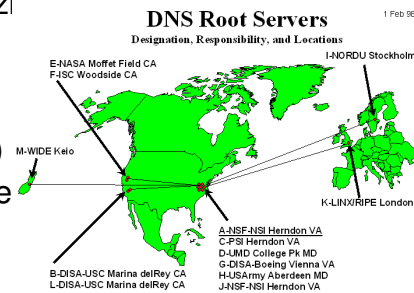 DNS Root Servers
1 Feb 98
Designation, Responsibility, and Locations
I-NORDU Stockholm
E-NASA Moffet Field CA
F-ISC Woodside CA
M-WIDE Keio
K-LINX/RIPE London
A-NSF-NSI Herndon VA
C-PSI Herndon VA
D-UMD College Pk MD
G-DISA-Boeing Vienna VA
H-USArmy Aberdeen MD
J-NSF-NSI Herndon VA
B-DISA-USC Marina delRey CA
L-DISA-USC Marina delRey CA